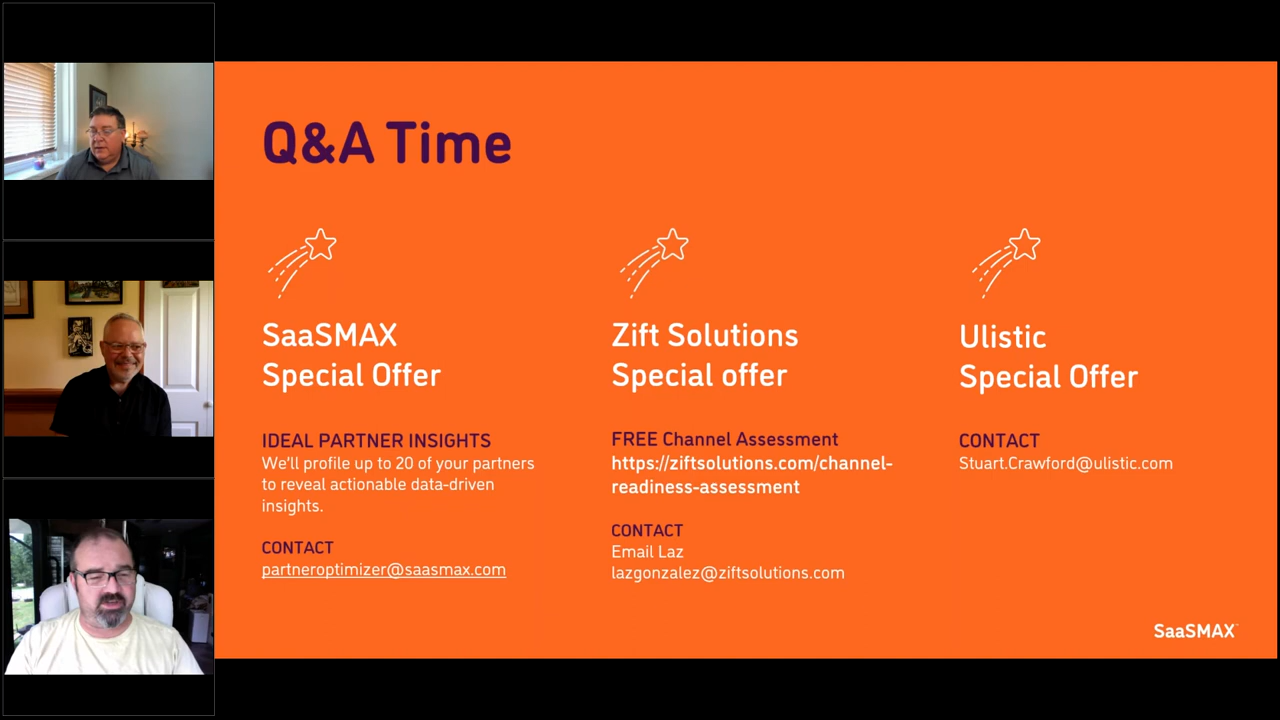 Q&A Time
SaaSMAX
Special Offer
IDEAL PARTNER INSIGHTS
We'll profile up to 20 of your partners
to reveal actionable data-driven
insights.
CONTACT
partneroptimizer@saasmax.com
Zift Solutions
Special offer
FREE Channel Assessment
https://ziftsolutions.com/channel-
readiness-assessment
CONTACT
Email Laz
lazgonzalez@ziftsolutions.com
Ulistic
Special Offer
CONTACT
Stuart.Crawford@ulistic.com
SaaSMAX™